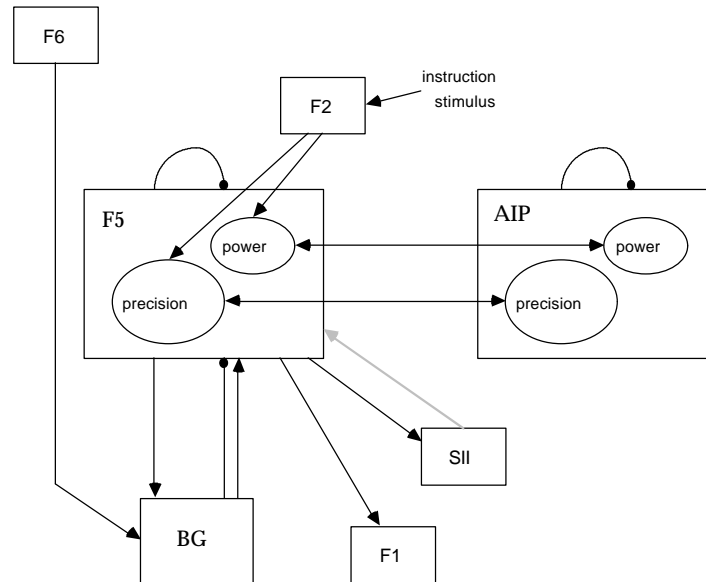 F6
instruction
stimulus
F2
F5
AIP
power
power
precision
precision
SII
BG
F1